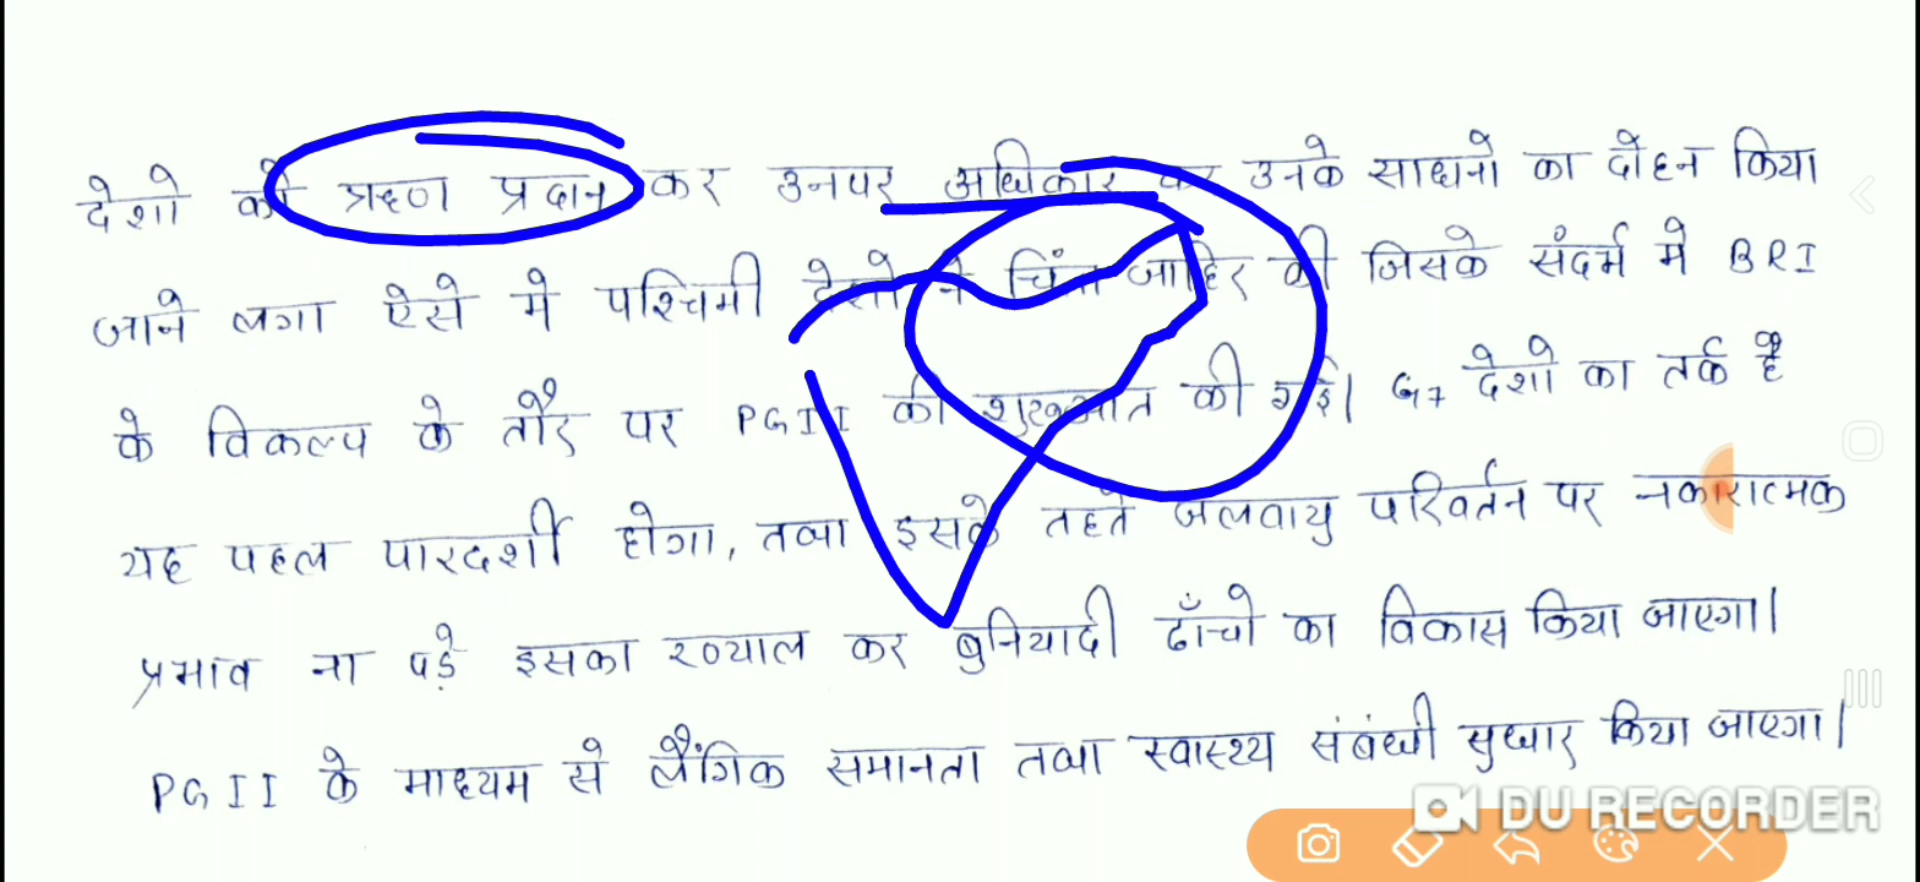 देशो को ऋण प्रदान कर उनपर अधिकार कर उनके साधनो का दोहन किया
जाने लगा ऐसे मे पश्चिमी देशो ने चिंता जाहिर की जिसके संदर्भ मे BRI
के विकल्प के तौर पर PGII की शुरूआत की गई। G7 देशो का तर्क है
यह पहल पारदर्शी होगा, तथा इसके तहत जलवायु परिवर्तन पर नकारात्मक
प्रभाव ना पड़े इसका ख्याल कर बुनियादी ढाँचो का विकास किया जाएगा।
PGII के माध्यम से लैंगिक समानता तथा स्वास्थ्य संबंधी सुधार किया जाएगा।
DU RECORDER